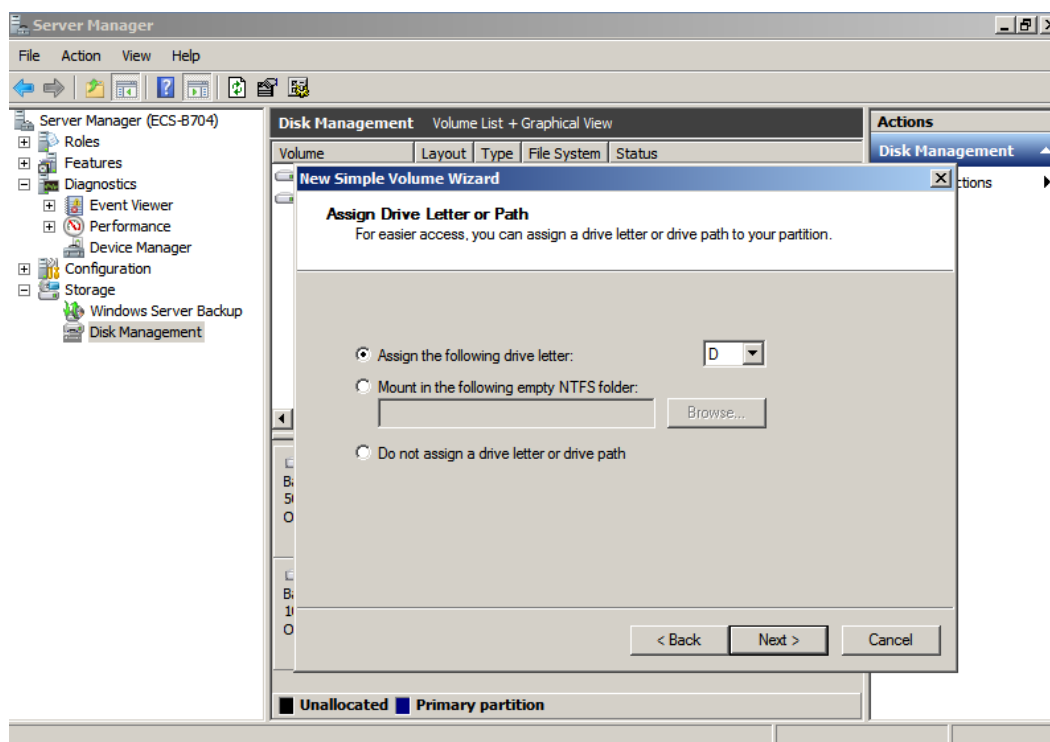 Server Manager
File Action View Help
Server Manager (ECS-B704)
Roles
Features
Diagnostics
Event Viewer
Performance
Device Manager
Configuration
Storage
Windows Server Backup
Disk Management
Disk Management Volume List + Graphical View
Volume Layout Type File System Status
New Simple Volume Wizard
Assign Drive Letter or Path
For easier access, you can assign a drive letter or drive path to your partition.
Assign the following drive letter: D
Mount in the following empty NTFS folder:
Browse...
Do not assign a drive letter or drive path
< Back Next > Cancel
Unallocated Primary partition
Actions
Disk Management